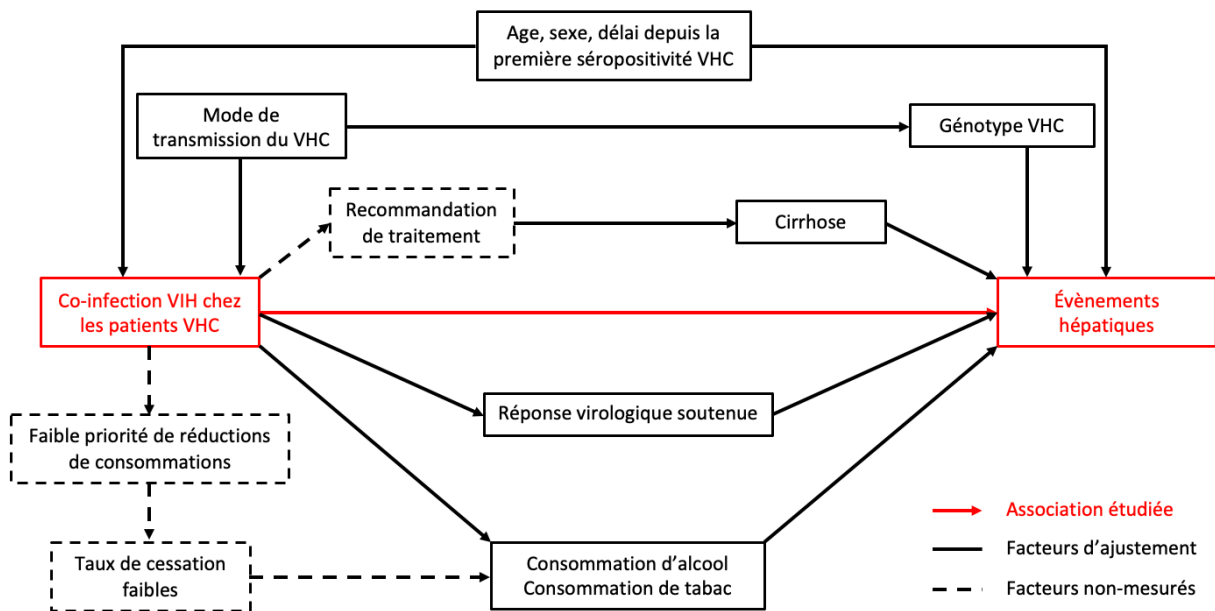 Age, sexe, délai depuis la
première séropositivité VHC
Mode de
transmission du VHC
Génotype VHC
Recommandation
de traitement
Cirrhose
Co-infection VIH chez
les patients VHC
Évènements
hépatiques
Réponse virologique soutenue
Faible priorité de réductions
de consommations
Taux de cessation
faibles
Consommation d'alcool
Consommation de tabac
Association étudiée
Facteurs d'ajustement
Facteurs non-mesurés